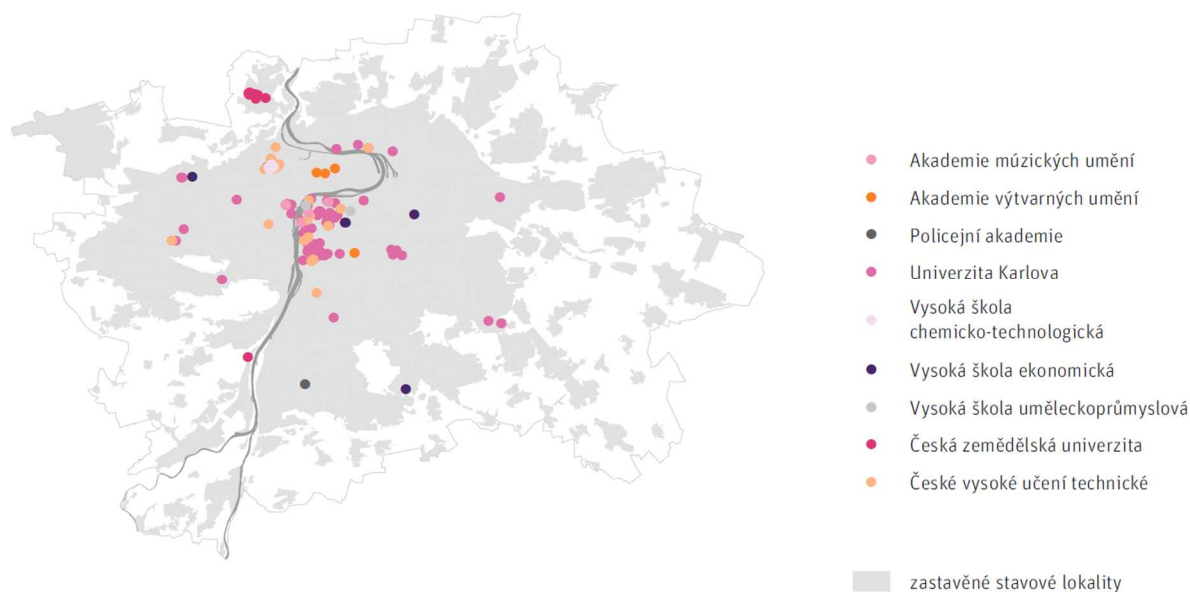 Akademie múzických umění
Akademie výtvarných umění
Policejní akademie
Univerzita Karlova
Vysoká škola
chemicko-technologická
Vysoká škola ekonomická
Vysoká škola uměleckoprůmyslová
Česká zemědělská univerzita
České vysoké učení technické
zastavěné stavové lokality